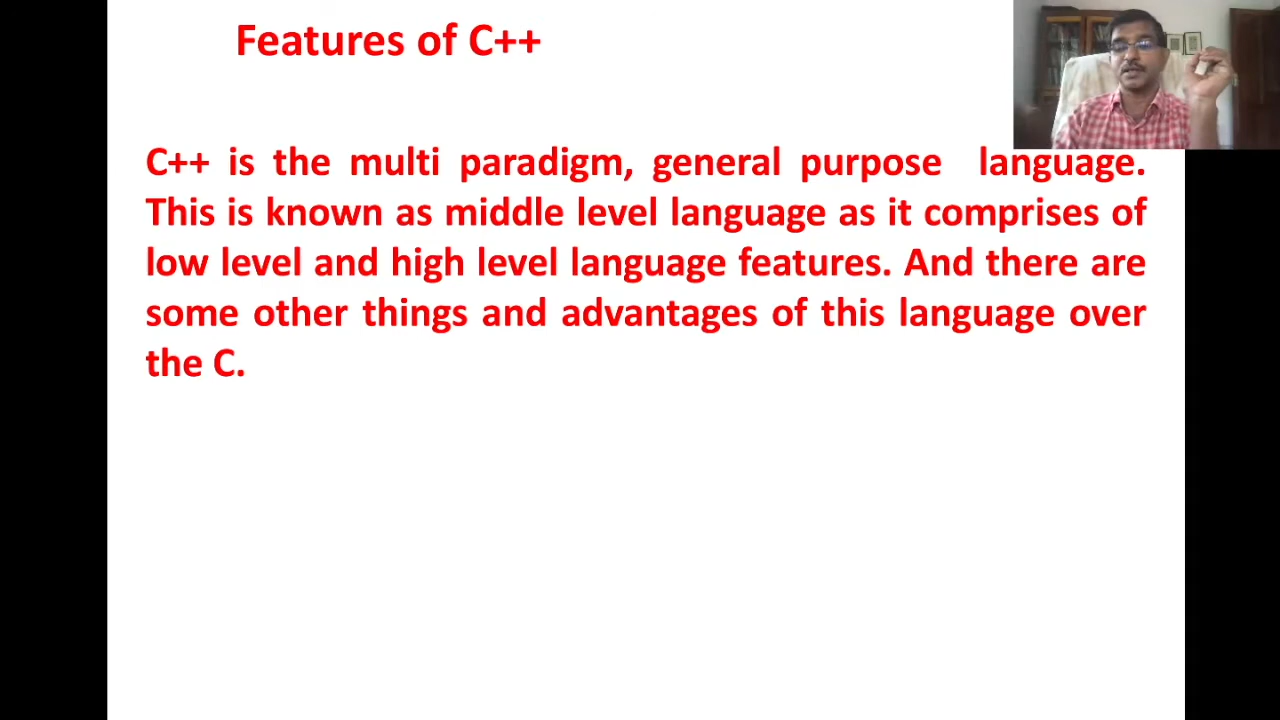 Features of C++
C++ is the multi paradigm, general purpose language.
This is known as middle level language as it comprises of
low level and high level language features. And there are
some other things and advantages of this language over
the C.